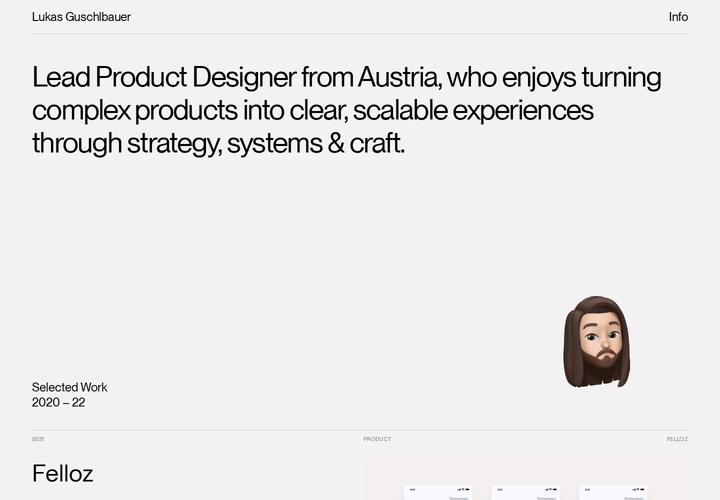 Lukas Guschlbauer
Info
Lead Product Designer from Austria, who enjoys turning
complex products into clear, scalable experiences
through strategy, systems & craft.
Selected Work
2020 – 22
2021
PRODUCT
FELLOZ
Felloz